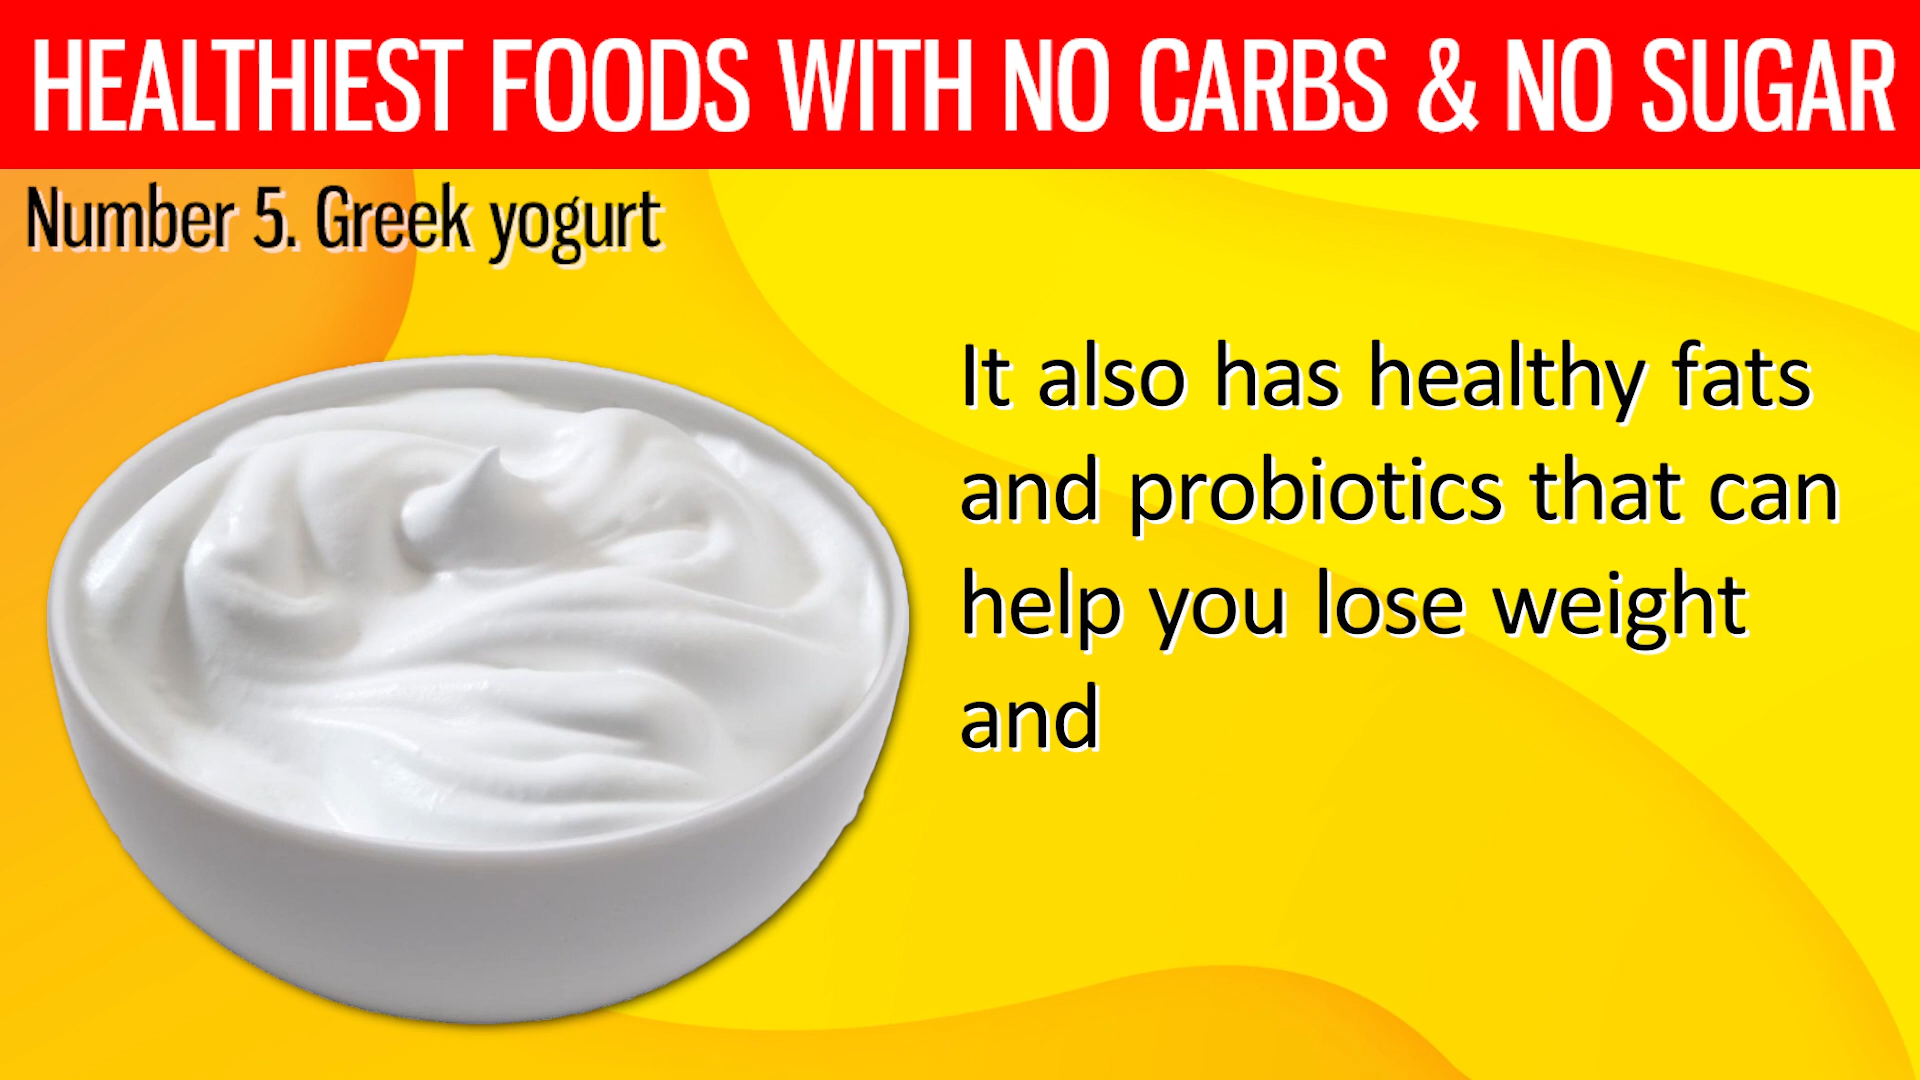 HEALTHIEST FOODS WITH NO CARBS & NO SUGAR
Number 5. Greek yogurt
It also has healthy fats
and probiotics that can
help you lose weight
and